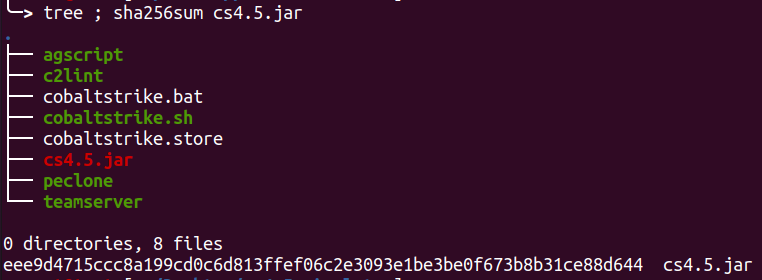 └─> tree ; sha256sum cs4.5.jar
.
├── agscript
├── c2lint
├── cobaltstrike.bat
├── cobaltstrike.sh
├── cobaltstrike.store
├── cs4.5.jar
├── peclone
└── teamserver
0 directories, 8 files
eee9d4715ccc8a199cd0c6d813ffef06c2e3093e1be3be0f673b8b31ce88d644  cs4.5.jar